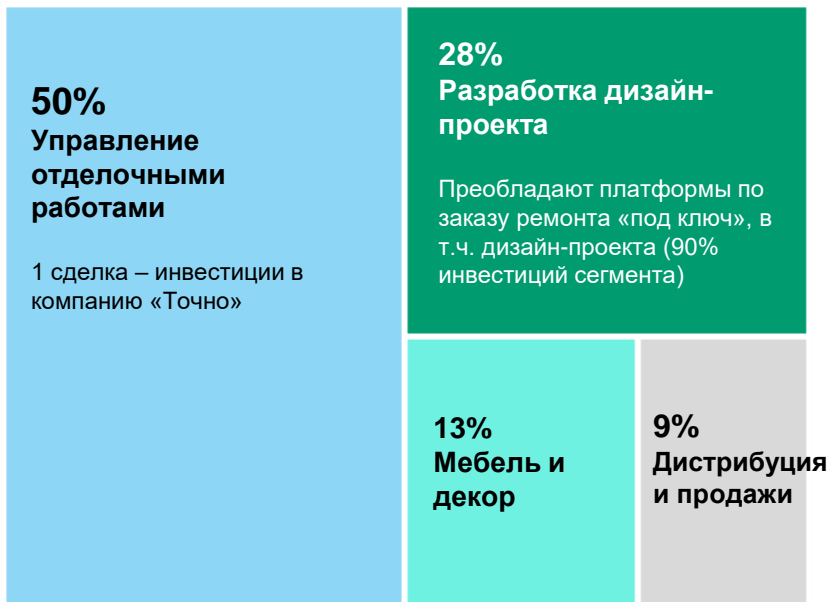 50%
Управление
отделочными
работами
1 сделка – инвестиции в
компанию «Точно»
28%
Разработка дизайн-
проекта
Преобладают платформы по
заказу ремонта «под ключ», в
т.ч. дизайн-проекта (90%
инвестиций сегмента)
13%
Мебель и
декор
9%
Дистрибуция
и продажи